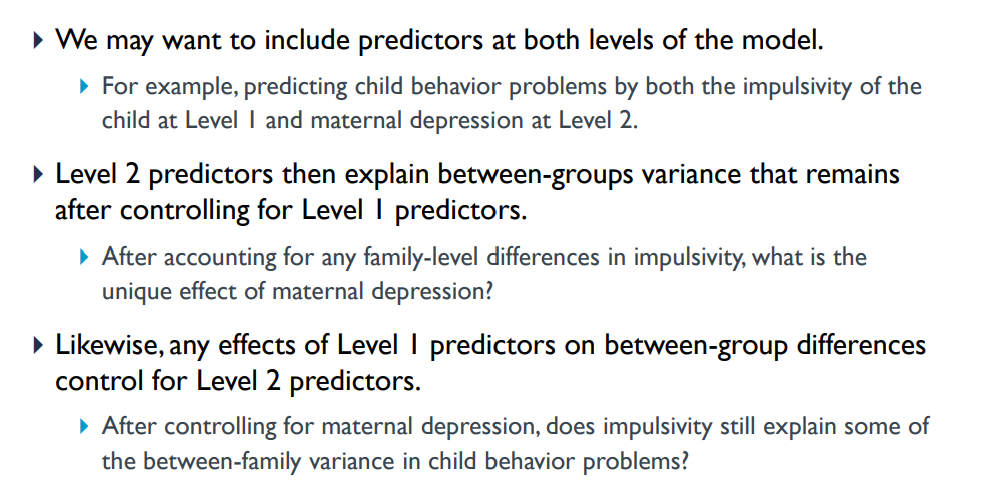 We may want to include predictors at both levels of the model.
For example, predicting child behavior problems by both the impulsivity of the
child at Level 1 and maternal depression at Level 2.
Level 2 predictors then explain between-groups variance that remains
after controlling for Level 1 predictors.
After accounting for any family-level differences in impulsivity, what is the
unique effect of maternal depression?
Likewise, any effects of Level 1 predictors on between-group differences
control for Level 2 predictors.
After controlling for maternal depression, does impulsivity still explain some of
the between-family variance in child behavior problems?